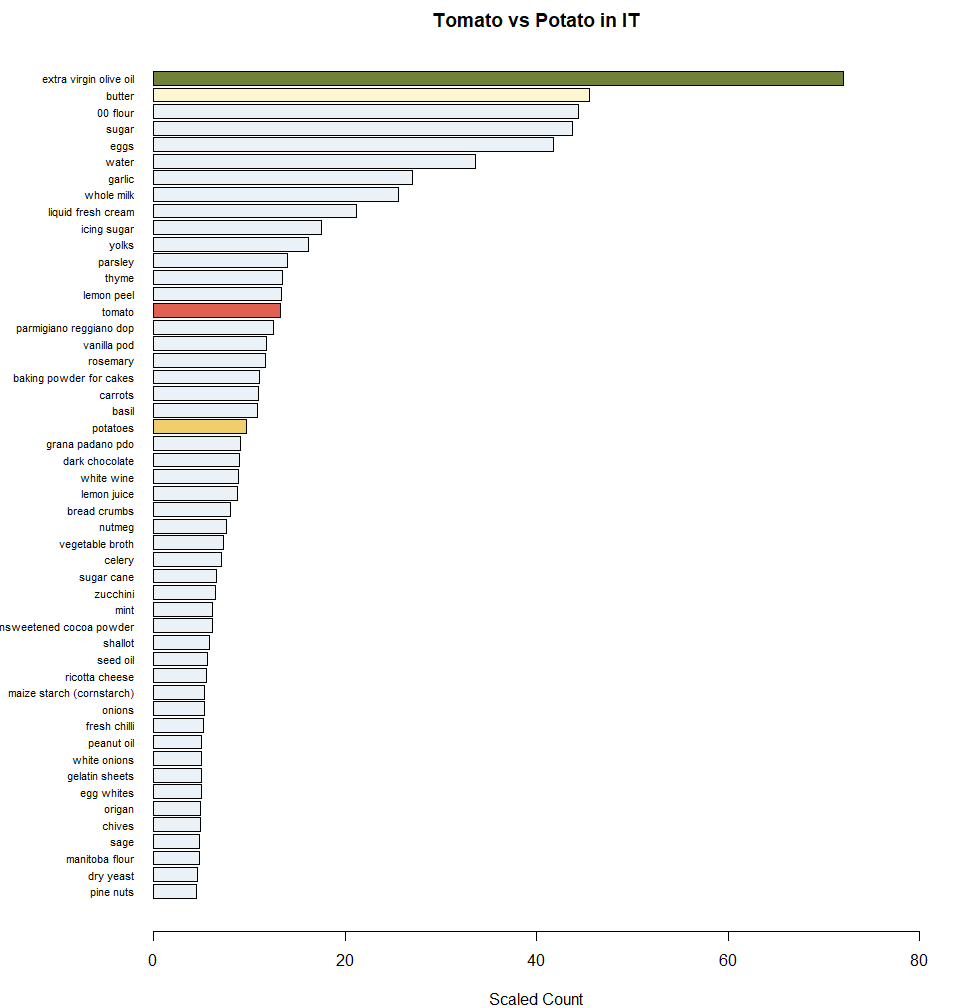 Tomato vs Potato in IT
extra virgin olive oil
butter
00 flour
sugar
eggs
water
garlic
whole milk
liquid fresh cream
icing sugar
yolks
parsley
thyme
lemon peel
tomato
parmigiano reggiano dop
vanilla pod
rosemary
baking powder for cakes
carrots
basil
potatoes
grana padano pdo
dark chocolate
white wine
lemon juice
bread crumbs
nutmeg
vegetable broth
celery
sugar cane
zucchini
mint
nsweetened cocoa powder
shallot
seed oil
ricotta cheese
maize starch (cornstarch)
onions
fresh chilli
peanut oil
white onions
gelatin sheets
egg whites
origan
chives
sage
manitoba flour
dry yeast
pine nuts
0 20 40 60 80
Scaled Count